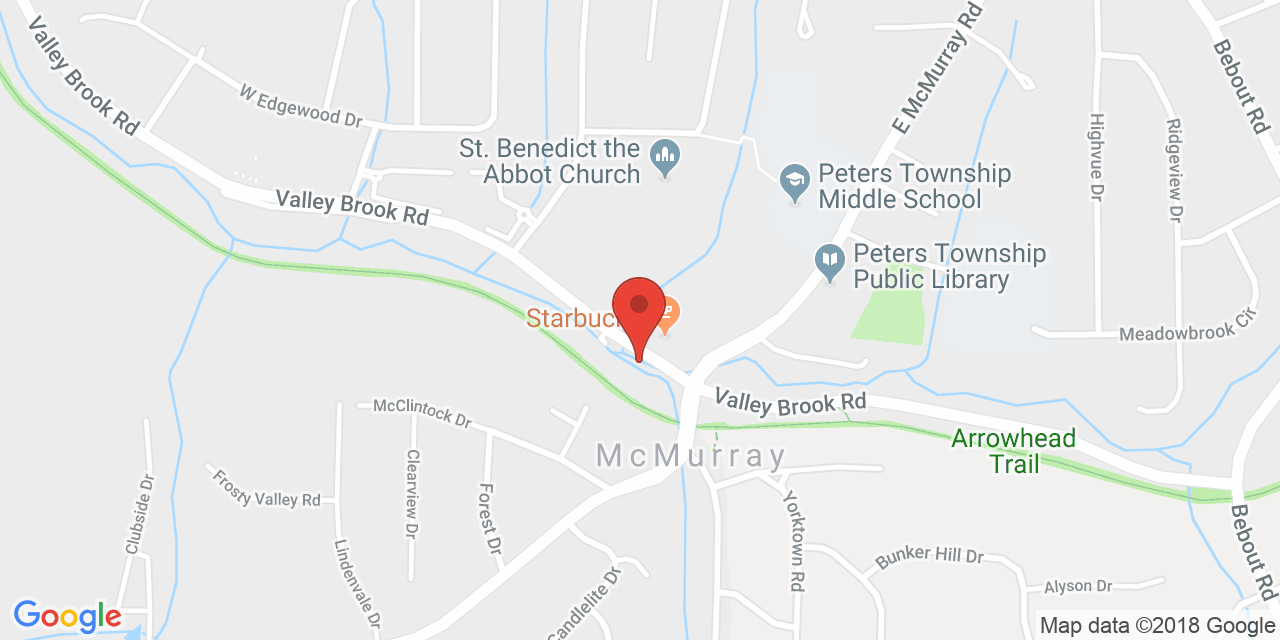 Valley Brook Rd
W Edgewood Dr
St. Benedict the
Abbot Church
E McMurray Rd
Bebout Rd
Highvue Dr
Ridgeview Dr
Peters Township
Middle School
Valley Brook Rd
Peters Township
Public Library
Starbuc
Meadowbrook Cir
Valley Brook Rd
McClintock Dr
McMurray
Arrowhead
Trail
Clubside Dr
Frosty Valley Rd
Clearview Dr
Forest Dr
Yorktown Rd
Bebout Rd
Lindenvale Dr
Bunker Hill Dr
Candlelite Dr
Alyson Dr
Google
Map data ©2018 Google